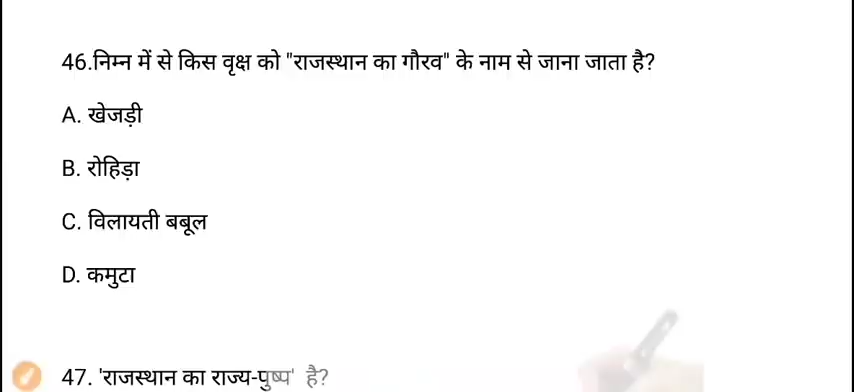 46.निम्न में से किस वृक्ष को "राजस्थान का गौरव" के नाम से जाना जाता है?
A. खेजड़ी
B. रोहिड़ा
C. विलायती बबूल
D. कमुटा
47. 'राजस्थान का राज्य-पुष्प' है?